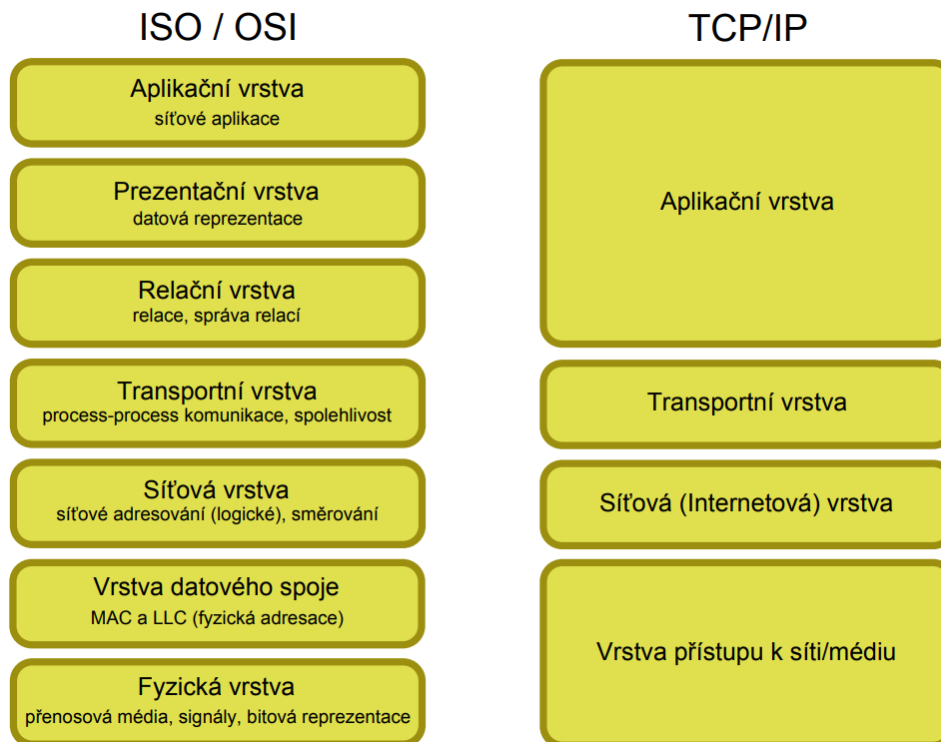 ISO / OSI
Aplikační vrstva
síťové aplikace
Prezentační vrstva
datová reprezentace
Relační vrstva
relace, správa relací
Transportní vrstva
process-process komunikace, spolehlivost
Síťová vrstva
síťové adresování (logické), směrování
Vrstva datového spoje
MAC a LLC (fyzická adresace)
Fyzická vrstva
přenosová média, signály, bitová reprezentace
TCP/IP
Aplikační vrstva
Transportní vrstva
Síťová (Internetová) vrstva
Vrstva přístupu k síti/médiu